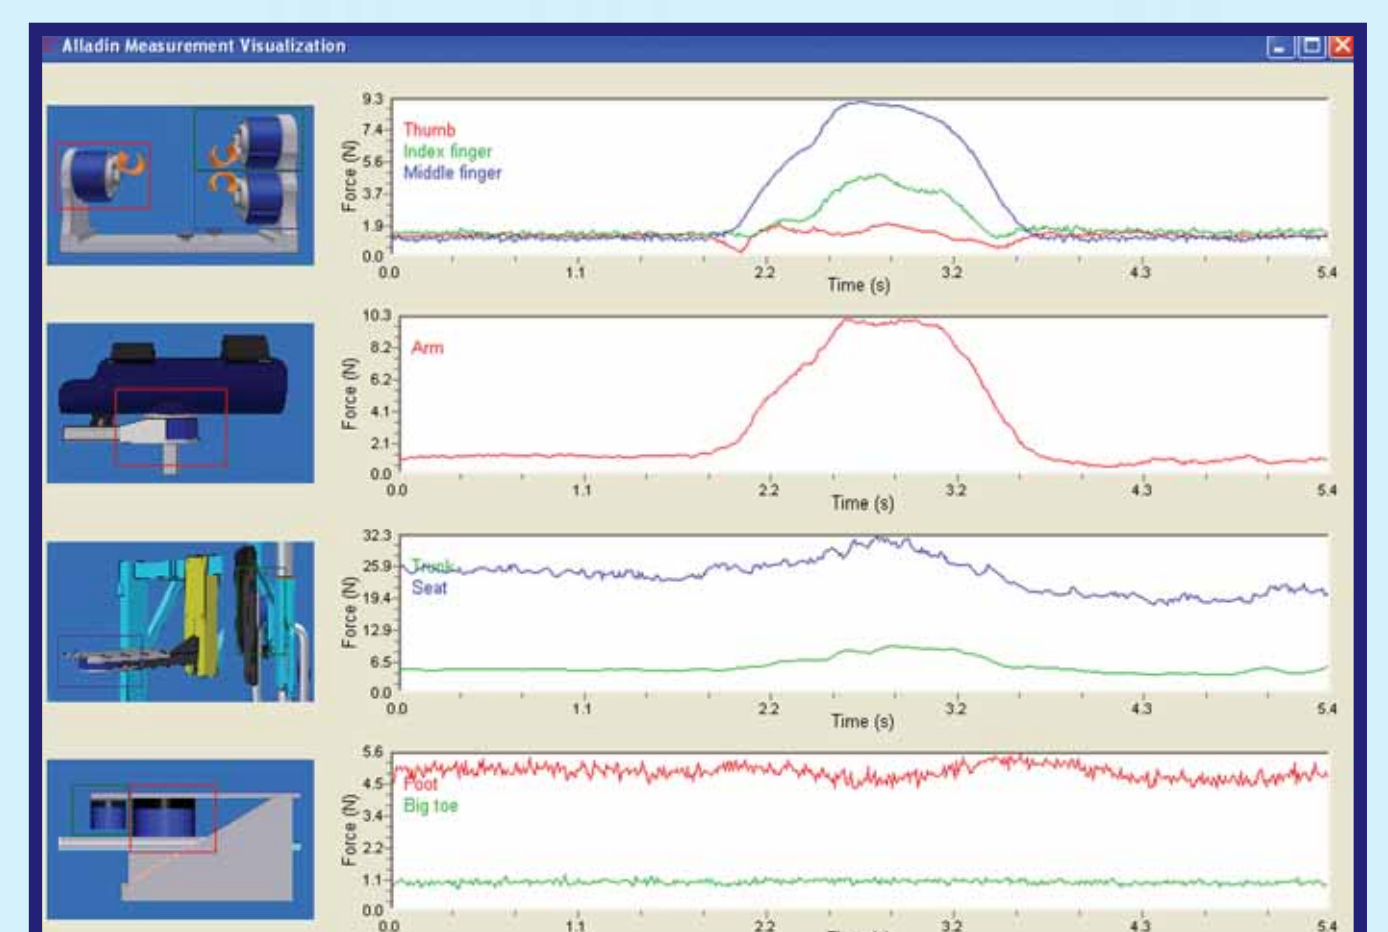 Alladin Measurement Visualization
9.3
7.4
5.6
3.7
1.9
0.0
Force (N)
Thumb
Index finger
Middle finger
0.0 1.1 2.2 3.2 4.3 5.4
Time (s)
10.3
8.2
6.2
4.1
2.1
0.0
Force (N)
Arm
0.0 1.1 2.2 3.2 4.3 5.4
Time (s)
32.3
25.9
19.4
12.9
6.5
0.0
Force (N)
Trunk
Seat
0.0 1.1 2.2 3.2 4.3 5.4
Time (s)
5.6
4.5
3.4
2.2
1.1
0.0
Force (N)
Foot
Big toe
0.0 1.1 2.2 3.2 4.3 5.4